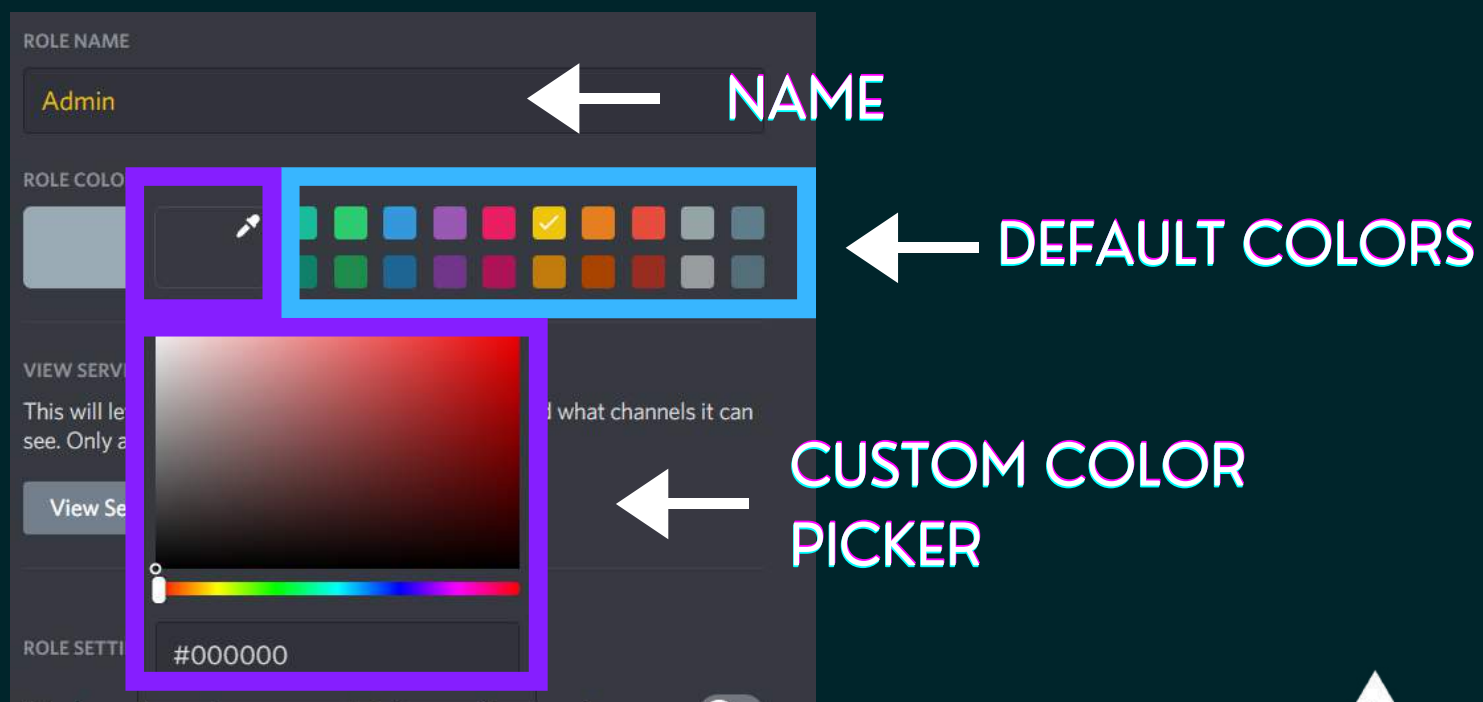 ROLE NAME
Admin
NAME
ROLE COLO
DEFAULT COLORS
VIEW SERV
This will le
d what channels it can
see. Only a
View Se
CUSTOM COLOR
PICKER
ROLE SETTI
#000000